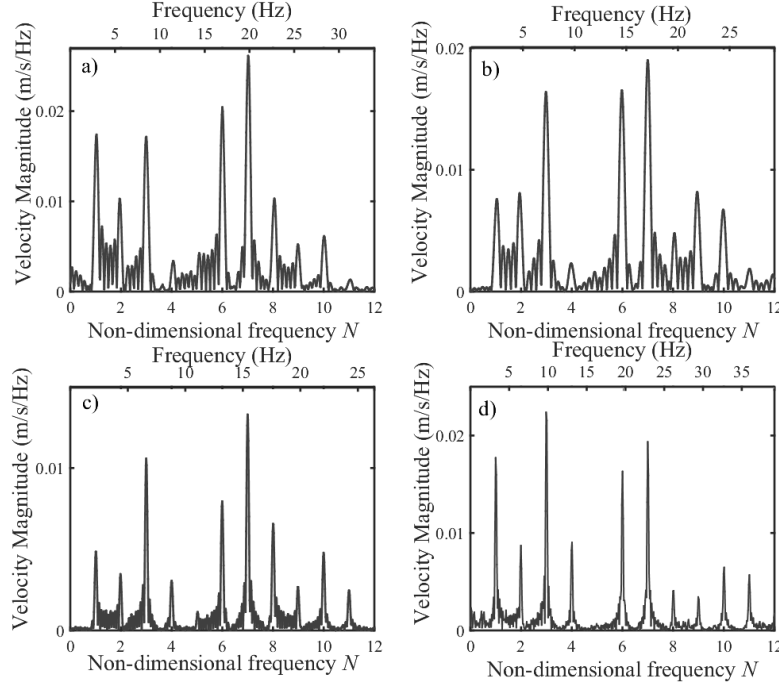 Frequency (Hz)
5 10 15 20 25 30
a)
Velocity Magnitude (m/s/Hz)
0.02
0.01
0
0 2 4 6 8 10 12
Non-dimensional frequency N
Frequency (Hz)
5 10 15 20 25
b)
Velocity Magnitude (m/s/Hz)
0.02
0.01
0
0 2 4 6 8 10 12
Non-dimensional frequency N
Frequency (Hz)
5 10 15 20 25
c)
Velocity Magnitude (m/s/Hz)
0.01
0
0 2 4 6 8 10 12
Non-dimensional frequency N
Frequency (Hz)
5 10 15 20 25 30 35
d)
Velocity Magnitude (m/s/Hz)
0.02
0.01
0
0 2 4 6 8 10 12
Non-dimensional frequency N